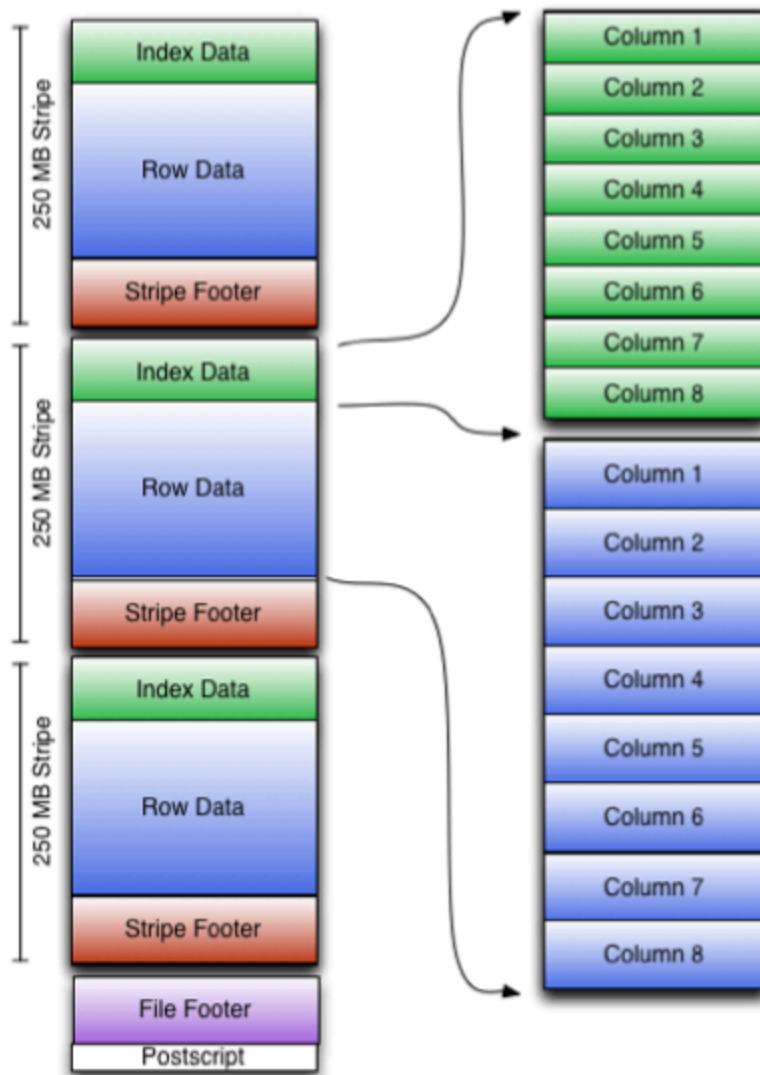 250 MB Stripe
Index Data
Row Data
Stripe Footer
250 MB Stripe
Index Data
Row Data
Stripe Footer
250 MB Stripe
Index Data
Row Data
Stripe Footer
File Footer
Postscript
Column 1
Column 2
Column 3
Column 4
Column 5
Column 6
Column 7
Column 8
Column 1
Column 2
Column 3
Column 4
Column 5
Column 6
Column 7
Column 8